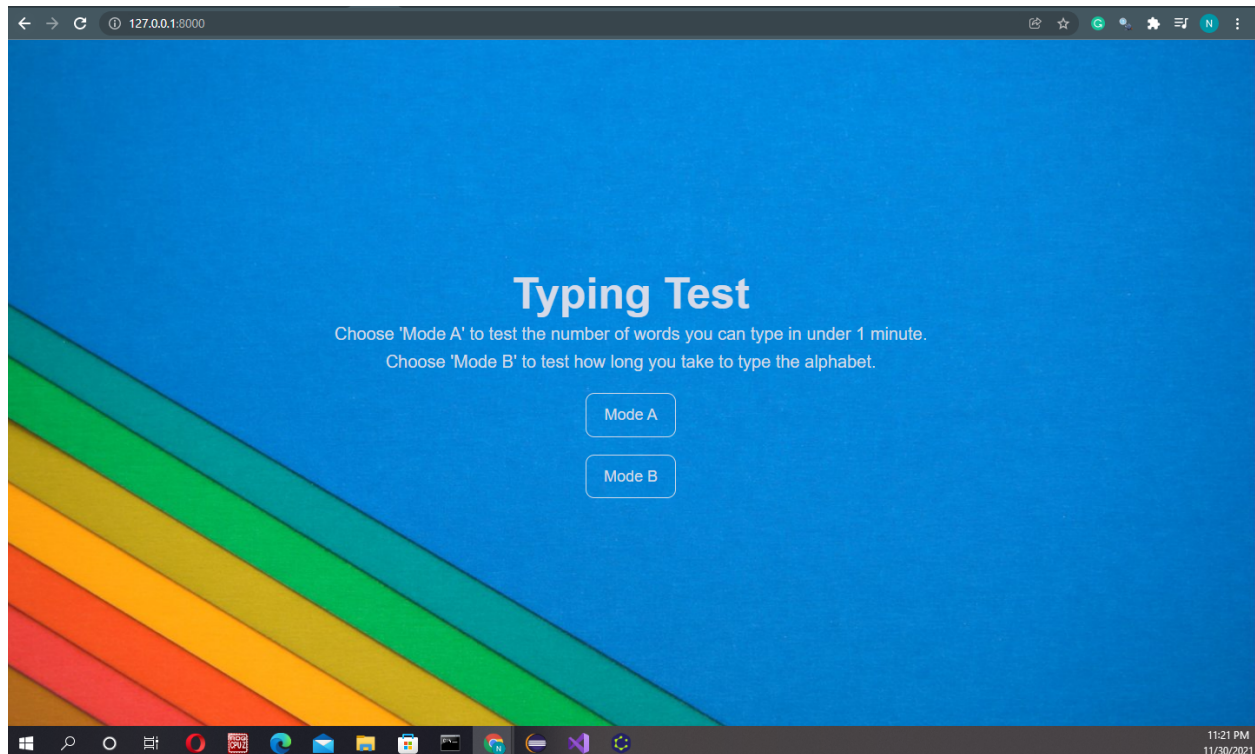 127.0.0.1:8000
G
N
Typing Test
Choose 'Mode A' to test the number of words you can type in under 1 minute.
Choose 'Mode B' to test how long you take to type the alphabet.
Mode A
Mode B
11:21 PM
11/30/2021